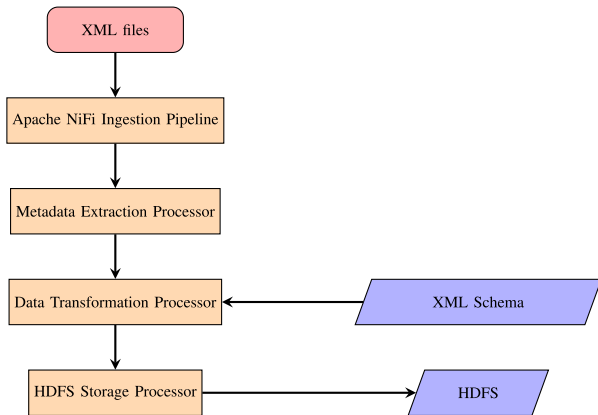 XML files
Apache NiFi Ingestion Pipeline
Metadata Extraction Processor
Data Transformation Processor
XML Schema
HDFS Storage Processor
HDFS